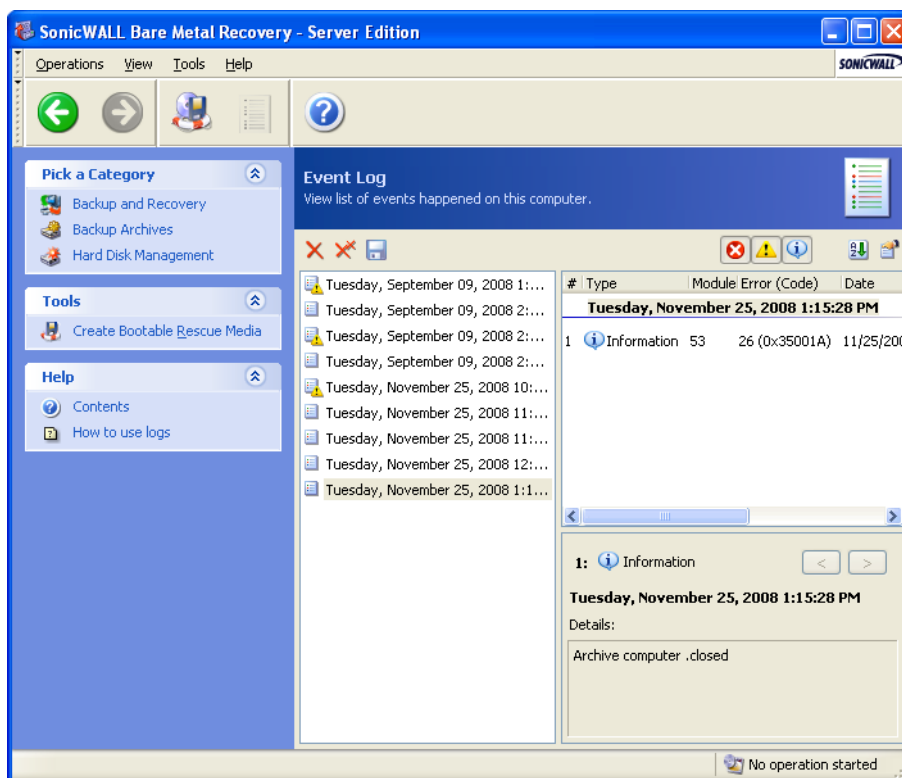 SonicWALL Bare Metal Recovery - Server Edition
Operations View Tools Help
SONICWALL
Pick a Category
Backup and Recovery
Backup Archives
Hard Disk Management
Tools
Create Bootable Rescue Media
Help
Contents
How to use logs
Event Log
View list of events happened on this computer.
Tuesday, September 09, 2008 1:...
Tuesday, September 09, 2008 2:...
Tuesday, September 09, 2008 2:...
Tuesday, September 09, 2008 2:...
Tuesday, November 25, 2008 10:...
Tuesday, November 25, 2008 11:...
Tuesday, November 25, 2008 11:...
Tuesday, November 25, 2008 12:...
Tuesday, November 25, 2008 1:1...
# Type Module Error (Code) Date
Tuesday, November 25, 2008 1:15:28 PM
1 Information 53 26 (0x35001A) 11/25/200
1: Information < >
Tuesday, November 25, 2008 1:15:28 PM
Details:
Archive computer .closed
No operation started